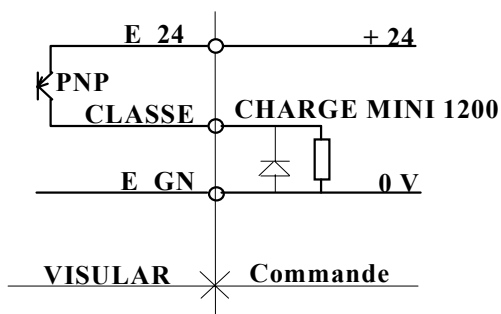 E 24 + 24
PNP
CLASSE CHARGE MINI 1200
E GN 0 V
VISULAR Commande